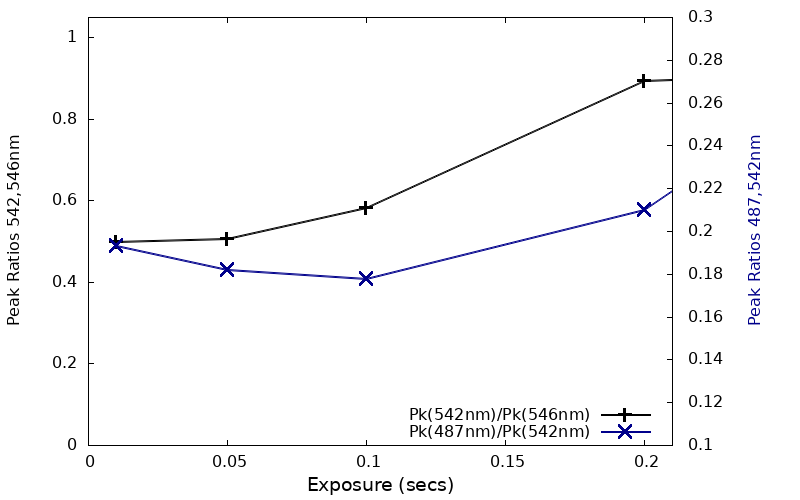 1
0.8
0.6
0.4
0.2
0
Peak Ratios 542,546nm
0.3
0.28
0.26
0.24
0.22
0.2
0.18
0.16
0.14
0.12
0.1
Peak Ratios 487,542nm
Pk(542nm)/Pk(546nm)
Pk(487nm)/Pk(542nm)
0 0.05 0.1 0.15 0.2
Exposure (secs)